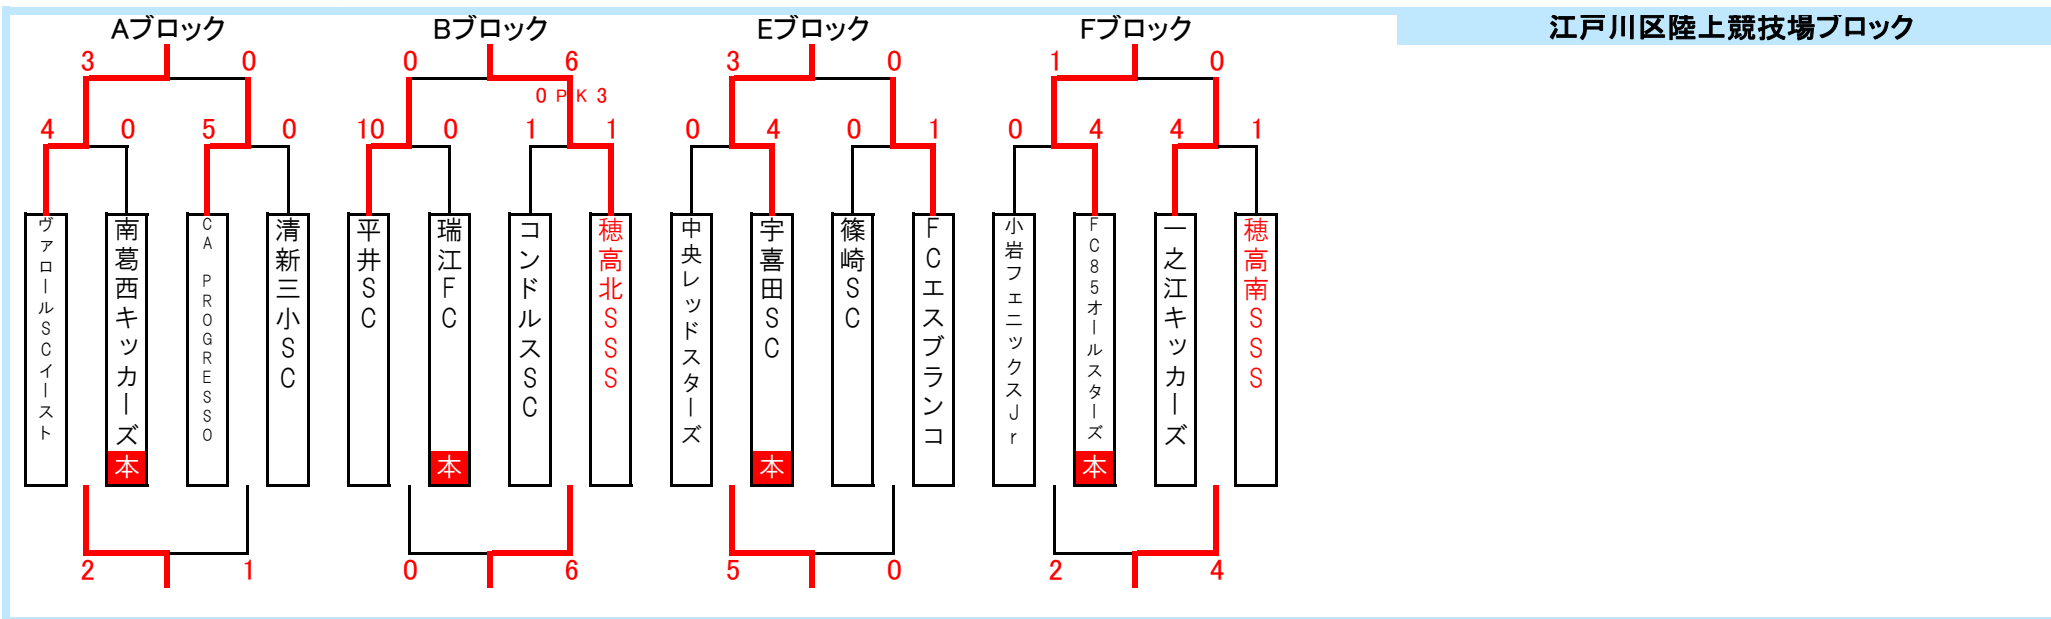 江戸川区陸上競技場ブロック
Aブロック
Bブロック
Eブロック
Fブロック
3 0 0 6 3 0 1 0
0 PK 3
4 0 5 0 10 0 1 1 0 4 0 1 0 4 4 1
ヴァロールSCイースト
南葛西キッカーズ
本
CA PROGRESSO
清新三小SC
平井SC
瑞江FC
本
コンドルスSC
穂高北SSS
中央レッドスターズ
宇喜田SC
本
篠崎SC
FCエスブランコ
小岩フェニックスJr
FC85オールスターズ
本
一之江キッカーズ
穂高南SSS
2 1 0 6 5 0 2 4